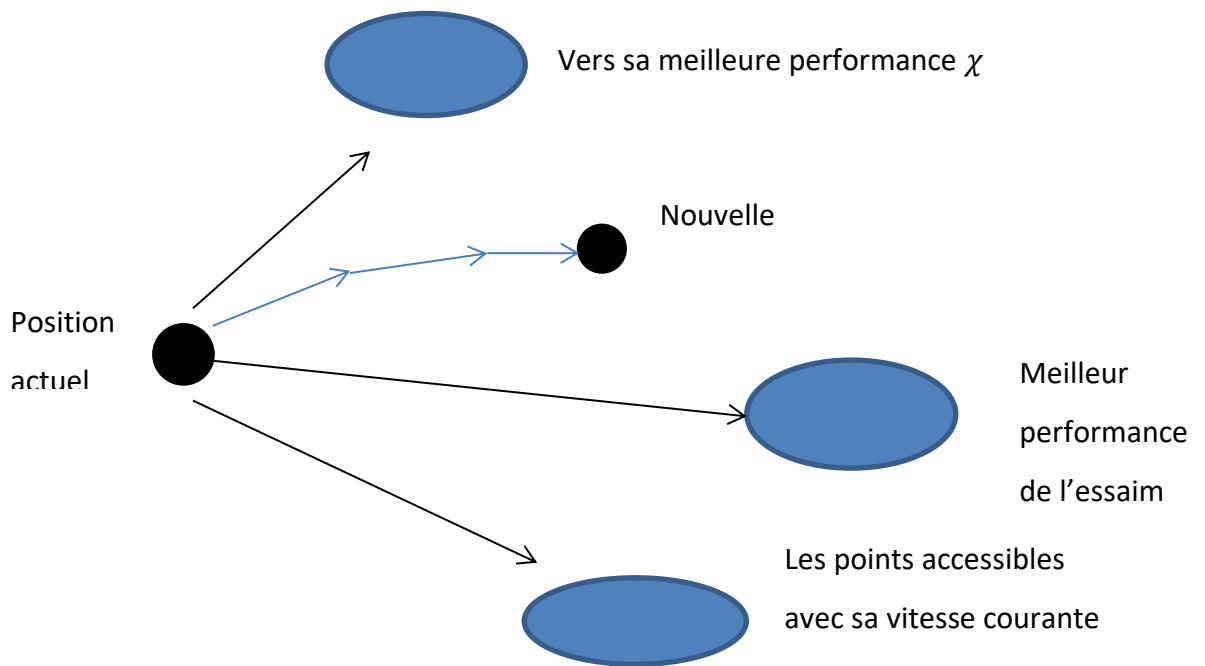 Vers sa meilleure performance χ
Nouvelle
Position
actuel
Meilleur
performance
de l’essaim
Les points accessibles
avec sa vitesse courante